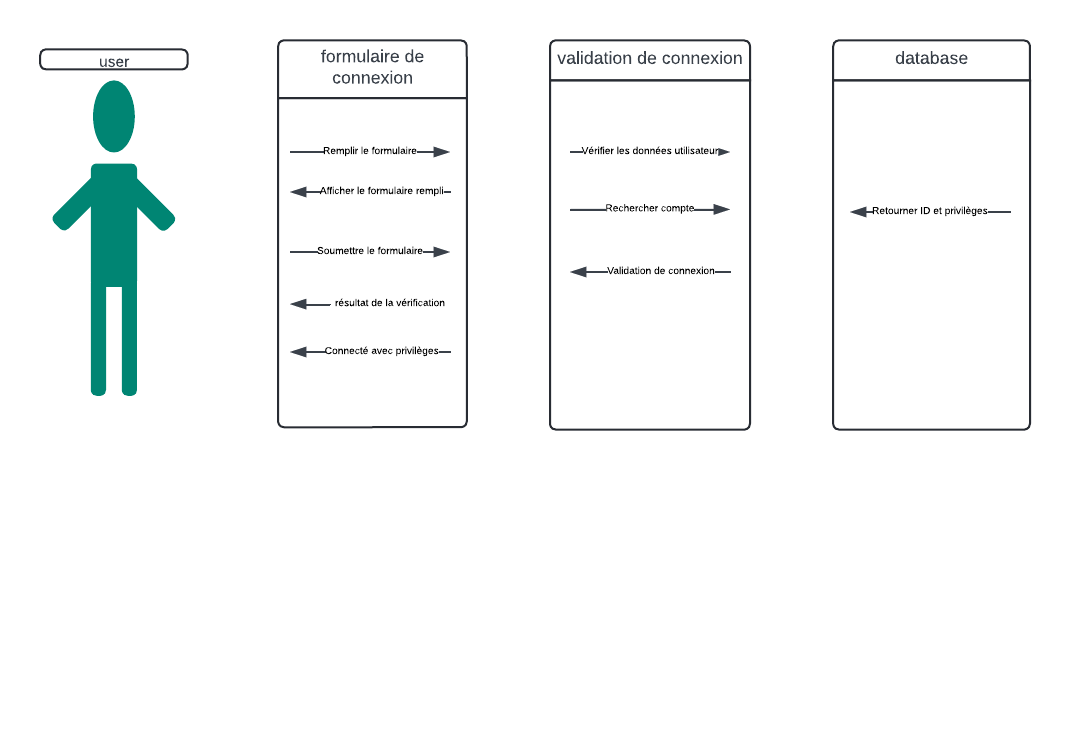 user
formulaire de
connexion
Remplir le formulaire
Afficher le formulaire rempli
Soumettre le formulaire
résultat de la vérification
Connecté avec privilèges
validation de connexion
Vérifier les données utilisateur
Rechercher compte
Validation de connexion
database
Retourner ID et privilèges